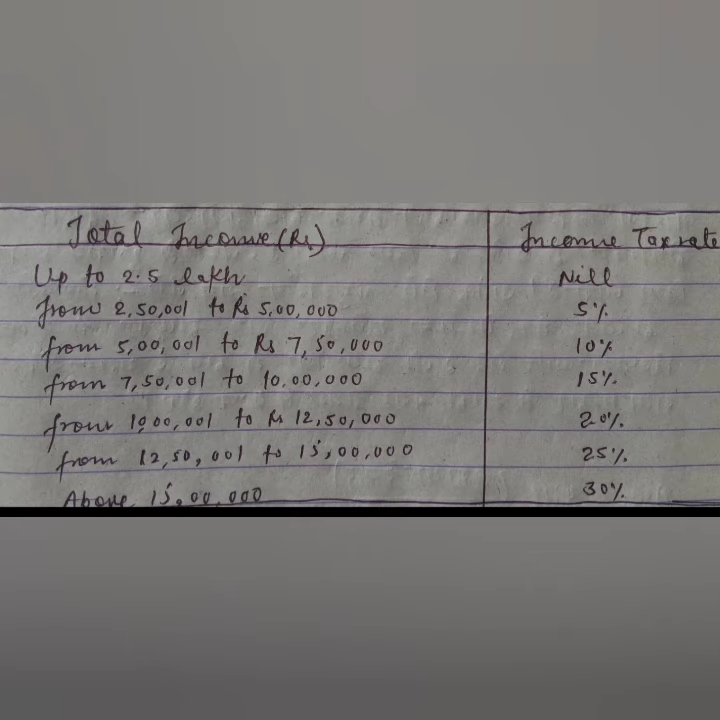 Total Income (Rs.) Income Tax rate
Up to 2.5 lakh Nill
from 2,50,001 to Rs 5,00,000 5%
from 5,00,001 to Rs 7,50,000 10%
from 7,50,001 to 10,00,000 15%
from 10,00,001 to Rs 12,50,000 20%
from 12,50,001 to 15,00,000 25%
Above 15,00,000 30%